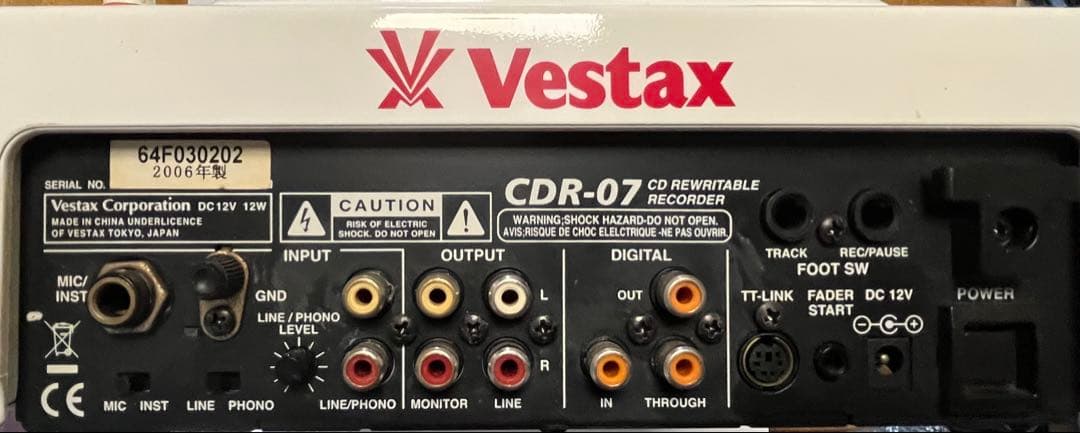 Vestax
64F030202
2006年製
SERIAL NO.
Vestax Corporation DC12V 12W
MADE IN CHINA UNDERLICENCE
OF VESTAX TOKYO, JAPAN
CAUTION
RISK OF ELECTRIC
SHOCK. DO NOT OPEN
CDR-07 CD REWRITABLE
RECORDER
WARNING;SHOCK HAZARD-DO NOT OPEN.
AVIS;RISQUE DE CHOC ELELCTRIQUE -NE PAS OUVRIR.
TRACK
REC/PAUSE
FOOT SW
INPUT
OUTPUT
DIGITAL
MIC/
INST
GND
LINE / PHONO
LEVEL
L
R
OUT
TT-LINK
FADER
START
DC 12V
POWER
CE
MIC INST
LINE PHONO
LINE/PHONO
MONITOR
LINE
IN
THROUGH